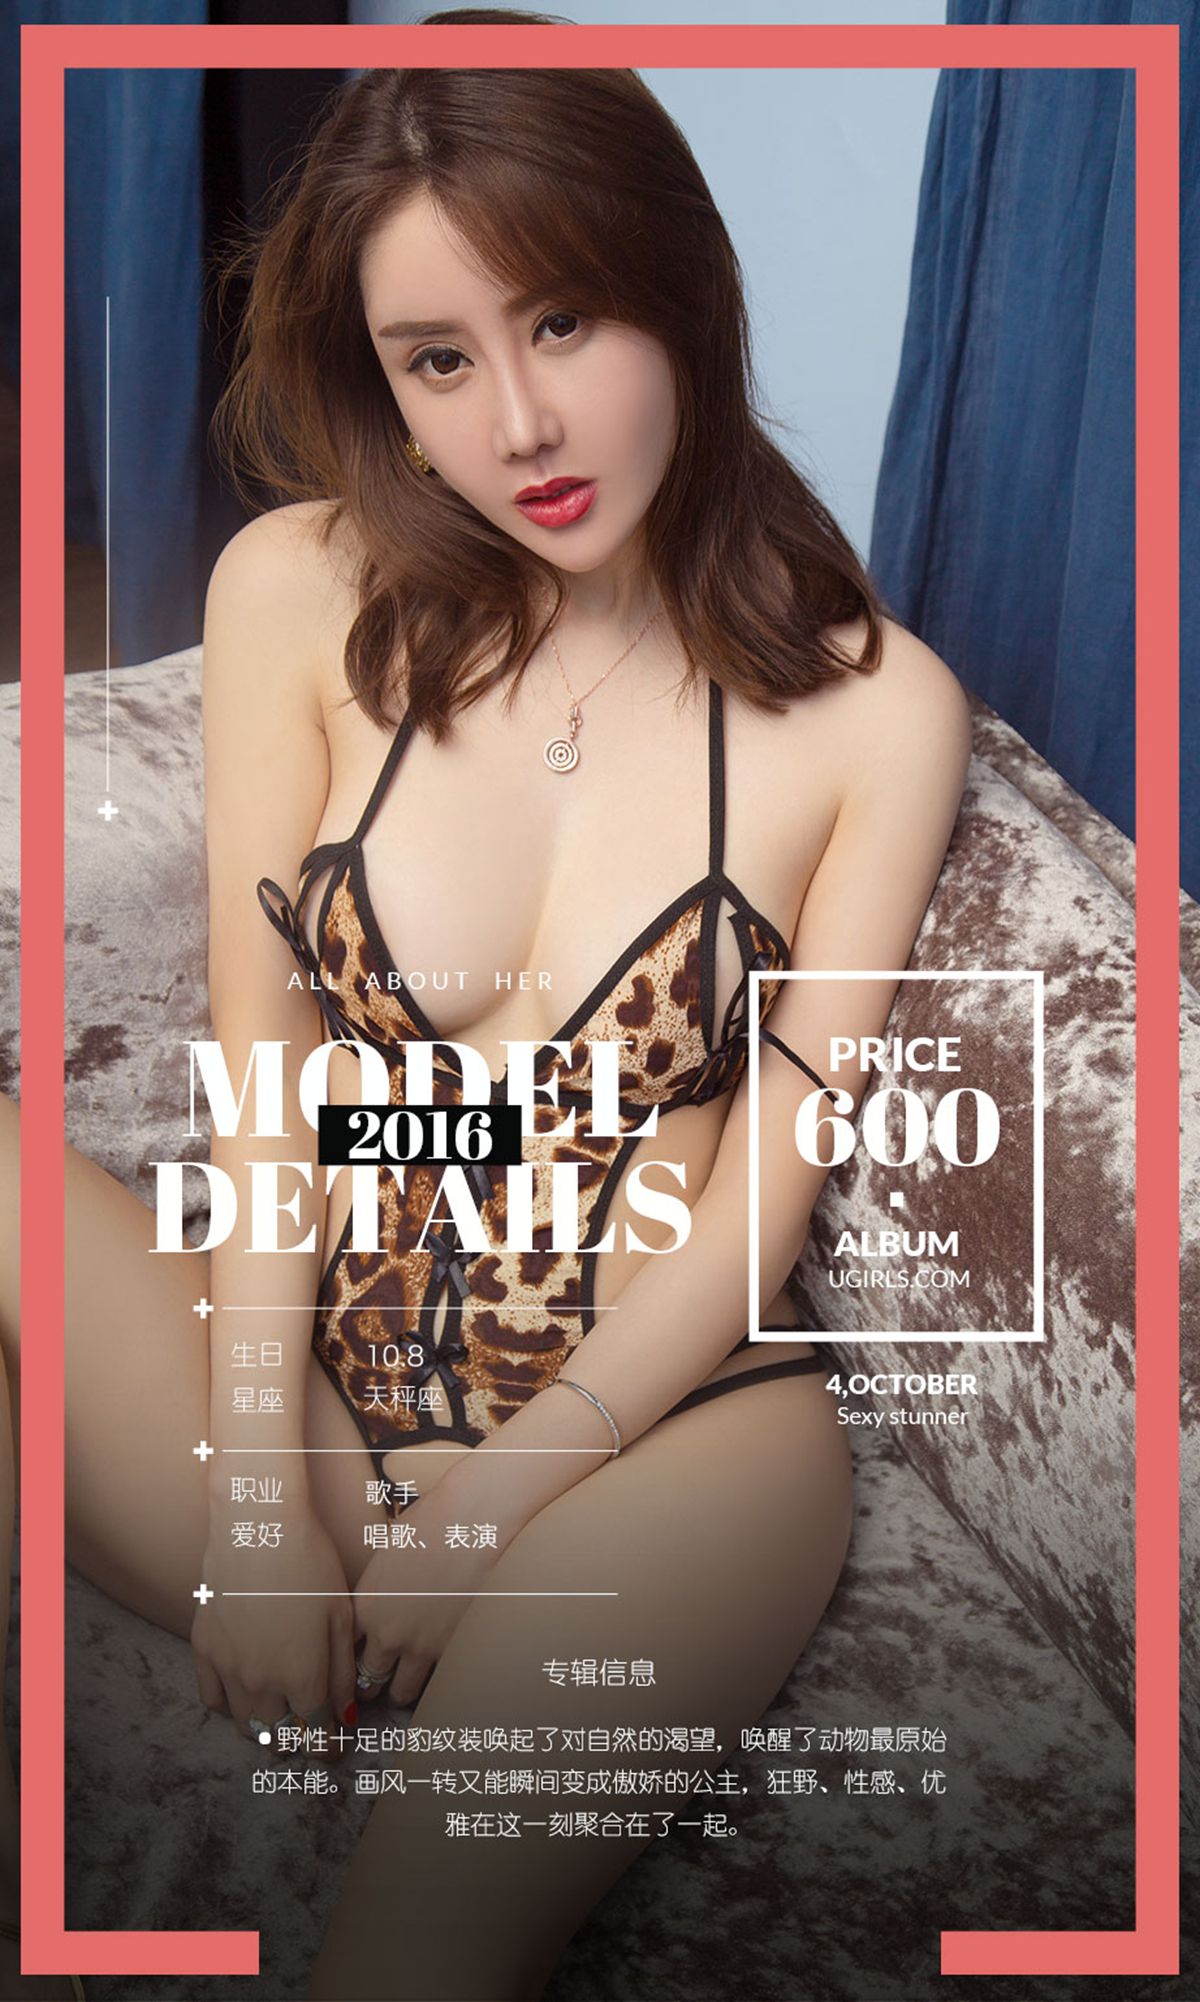 ALL ABOUT HER
MODEL
2016
DETAILS
PRICE
600
ALBUM
UGIRLS.COM
4,OCTOBER
Sexy stunner
生日 10.8
星座 天秤座
职业 歌手
爱好 唱歌、表演
专辑信息
•野性十足的豹纹装唤起了对自然的渴望，唤醒了动物最原始
的本能。画风一转又能瞬间变成傲娇的公主，狂野、性感、优
雅在这一刻聚合在了一起。